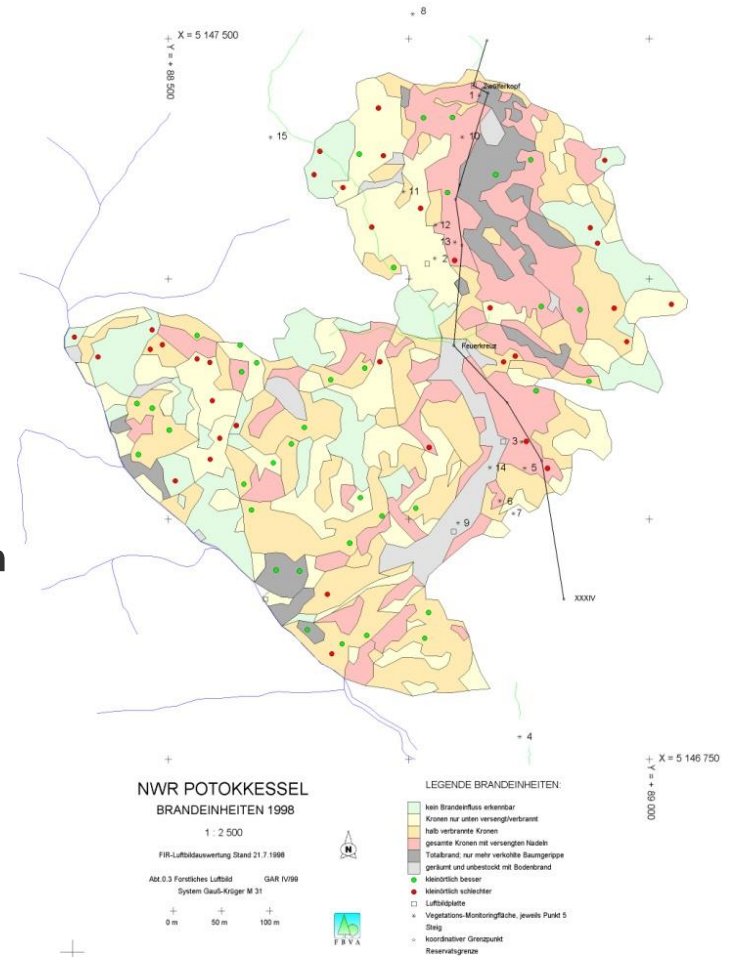 8
X = 5 147 500
Y = + 88 500
Zwölferkopf
1
10
15
11
12
13
2
Feuerkreuz
3
14
5
6
7
9
n
XXXIV
4
X = 5 146 750
Y = + 89 000
NWR POTOKKESSEL
BRANDEINHEITEN 1998
1 : 2 500
FIR-Luftbildauswertung Stand 21.7.1998
Abt.0.3 Forstliches Luftbild GAR IV/99
System Gauß-Krüger M 31
0 m 50 m 100 m
N
FBVA
LEGENDE BRANDEINHEITEN:
kein Brandeinfluss erkennbar
Kronen nur unten versengt/verbrannt
halb verbrannte Kronen
gesamte Kronen mit versengten Nadeln
Totalbrand; nur mehr verkohlte Baumgerippe
geräumt und unbestockt mit Bodenbrand
kleinörtlich besser
kleinörtlich schlechter
Luftbildplatte
Vegetations-Monitoringfläche, jeweils Punkt 5
Steig
koordinativer Grenzpunkt
Reservatsgrenze